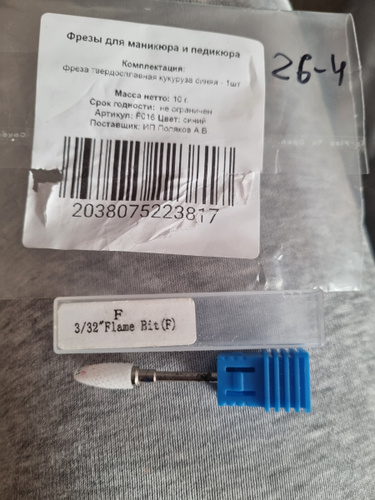 Фрезы для маникюра и педикюра
Комплектация:
фреза твердосплавная кукуруза синяя - 1шт
Масса нетто: 10 г.
Срок годности: не ограничен
Артикул: F016 Цвет: синий
Поставщик: ИП Поляков А.В
2038075223817
26-4
F
3/32"Flame Bit(F)